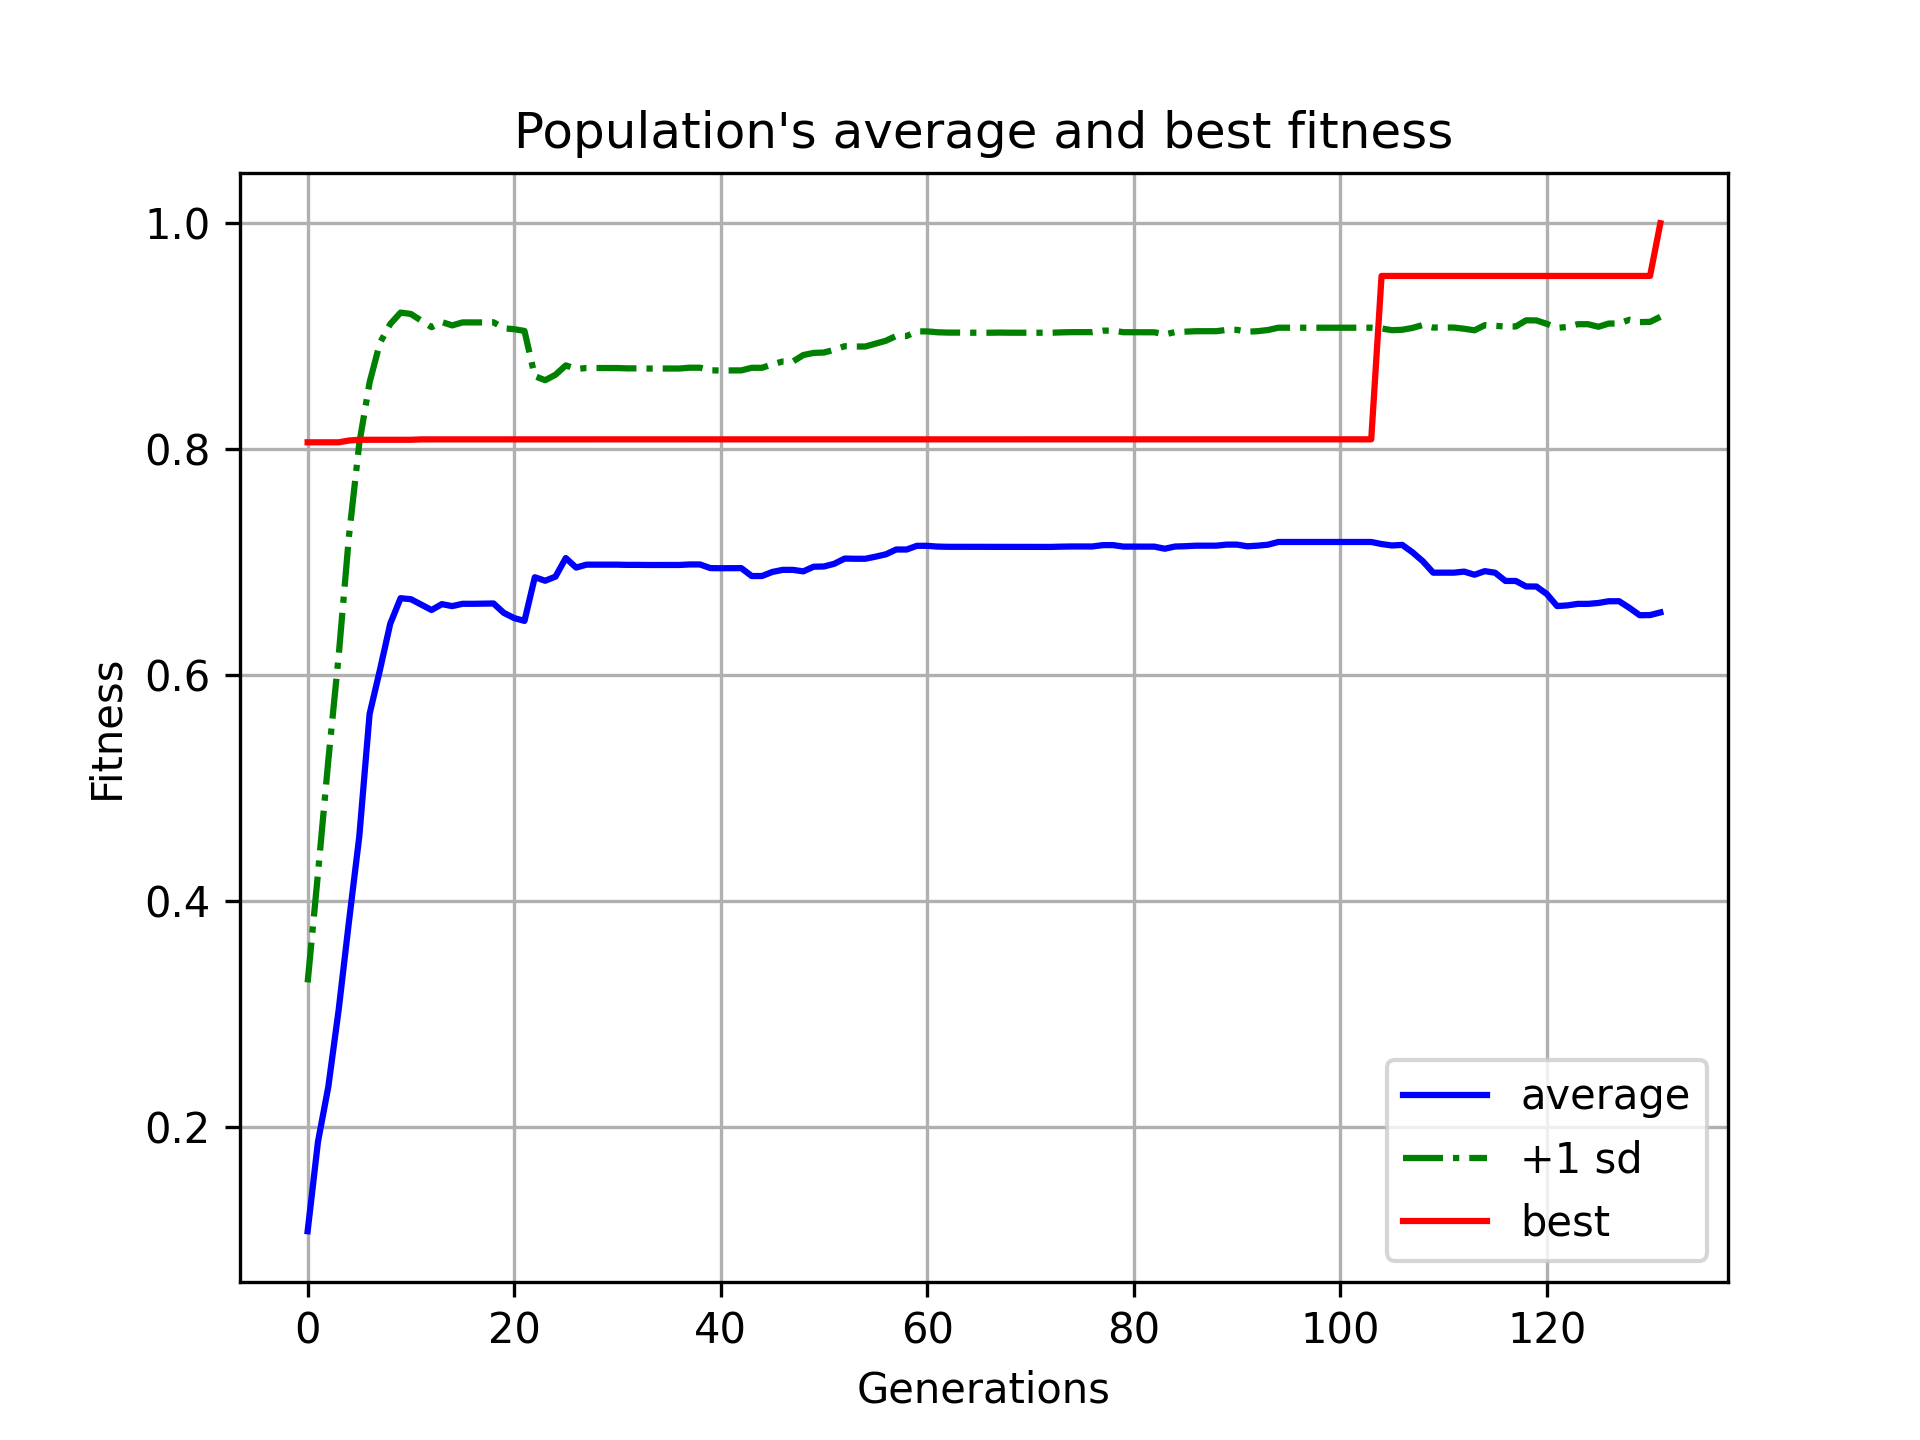 Population's average and best fitness
1.0
0.8
0.6
0.4
0.2
Fitness
0 20 40 60 80 100 120
Generations
average
+1 sd
best